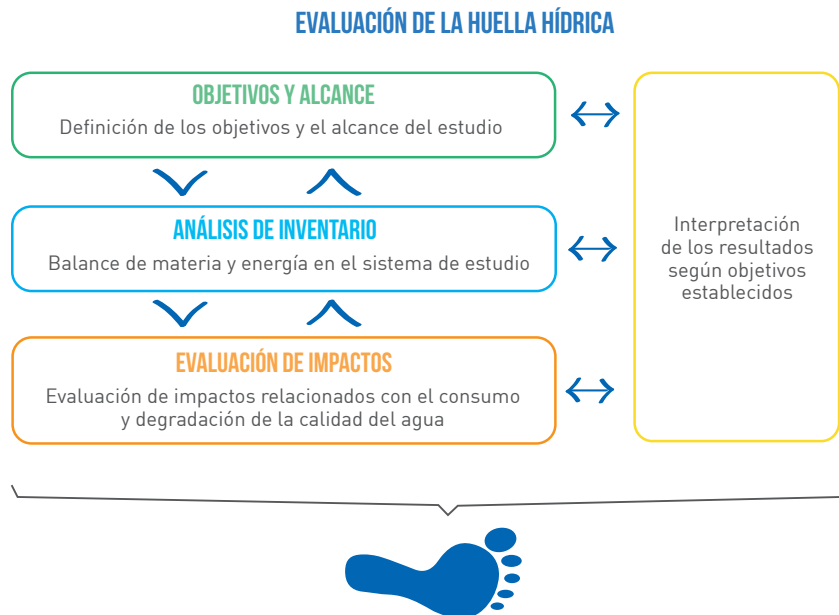 EVALUACIÓN DE LA HUELLA HÍDRICA
OBJETIVOS Y ALCANCE
Definición de los objetivos y el alcance del estudio
ANÁLISIS DE INVENTARIO
Balance de materia y energía en el sistema de estudio
EVALUACIÓN DE IMPACTOS
Evaluación de impactos relacionados con el consumo
y degradación de la calidad del agua
Interpretación
de los resultados
según objetivos
establecidos